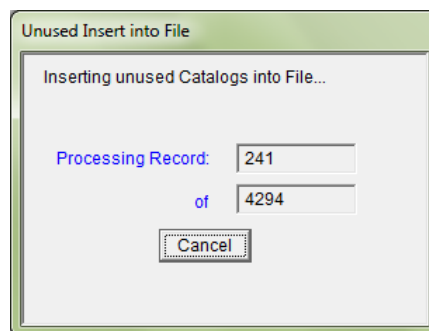 Unused Insert into File
Inserting unused Catalogs into File...
Processing Record: 241
of 4294
Cancel